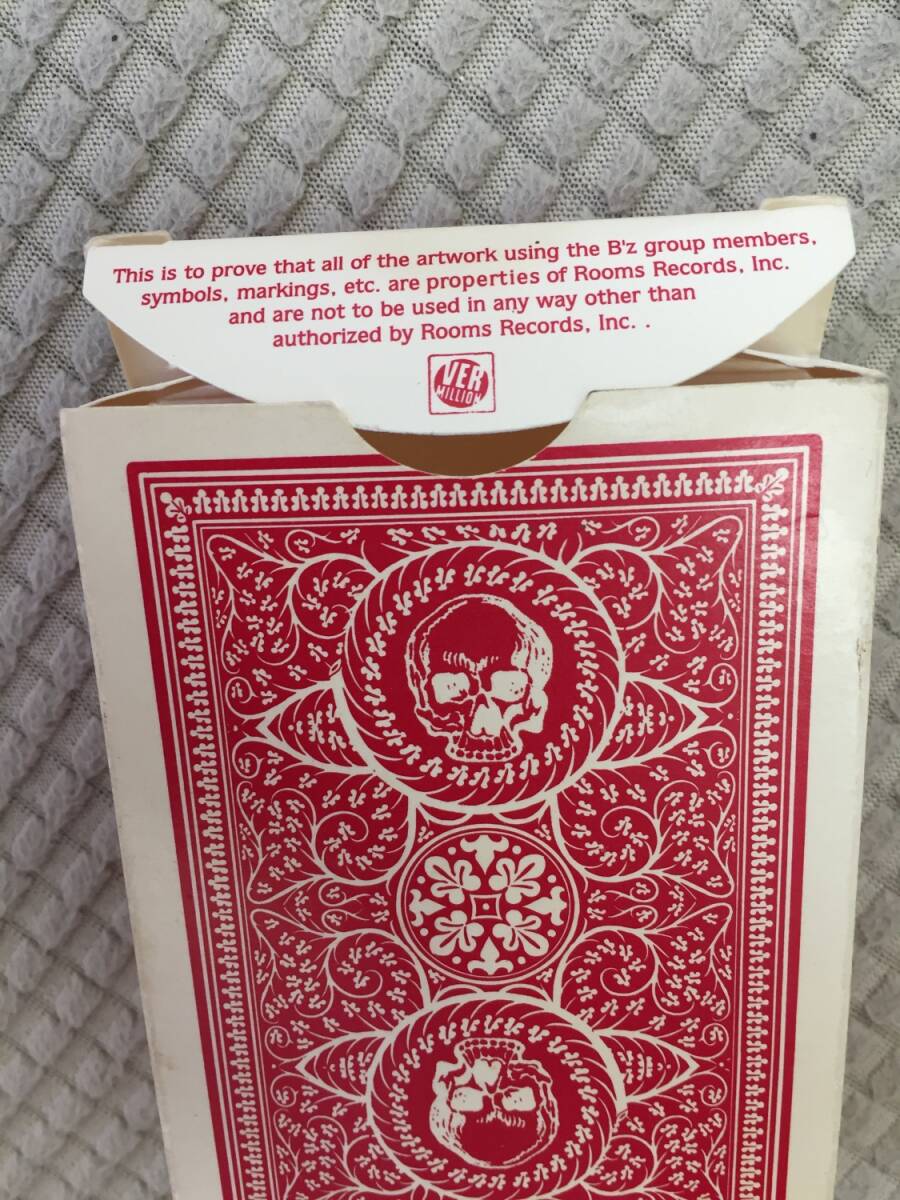 This is to prove that all of the artwork using the B'z group members,
symbols, markings, etc. are properties of Rooms Records, Inc.
and are not to be used in any way other than
authorized by Rooms Records, Inc. .
VER
MILLION